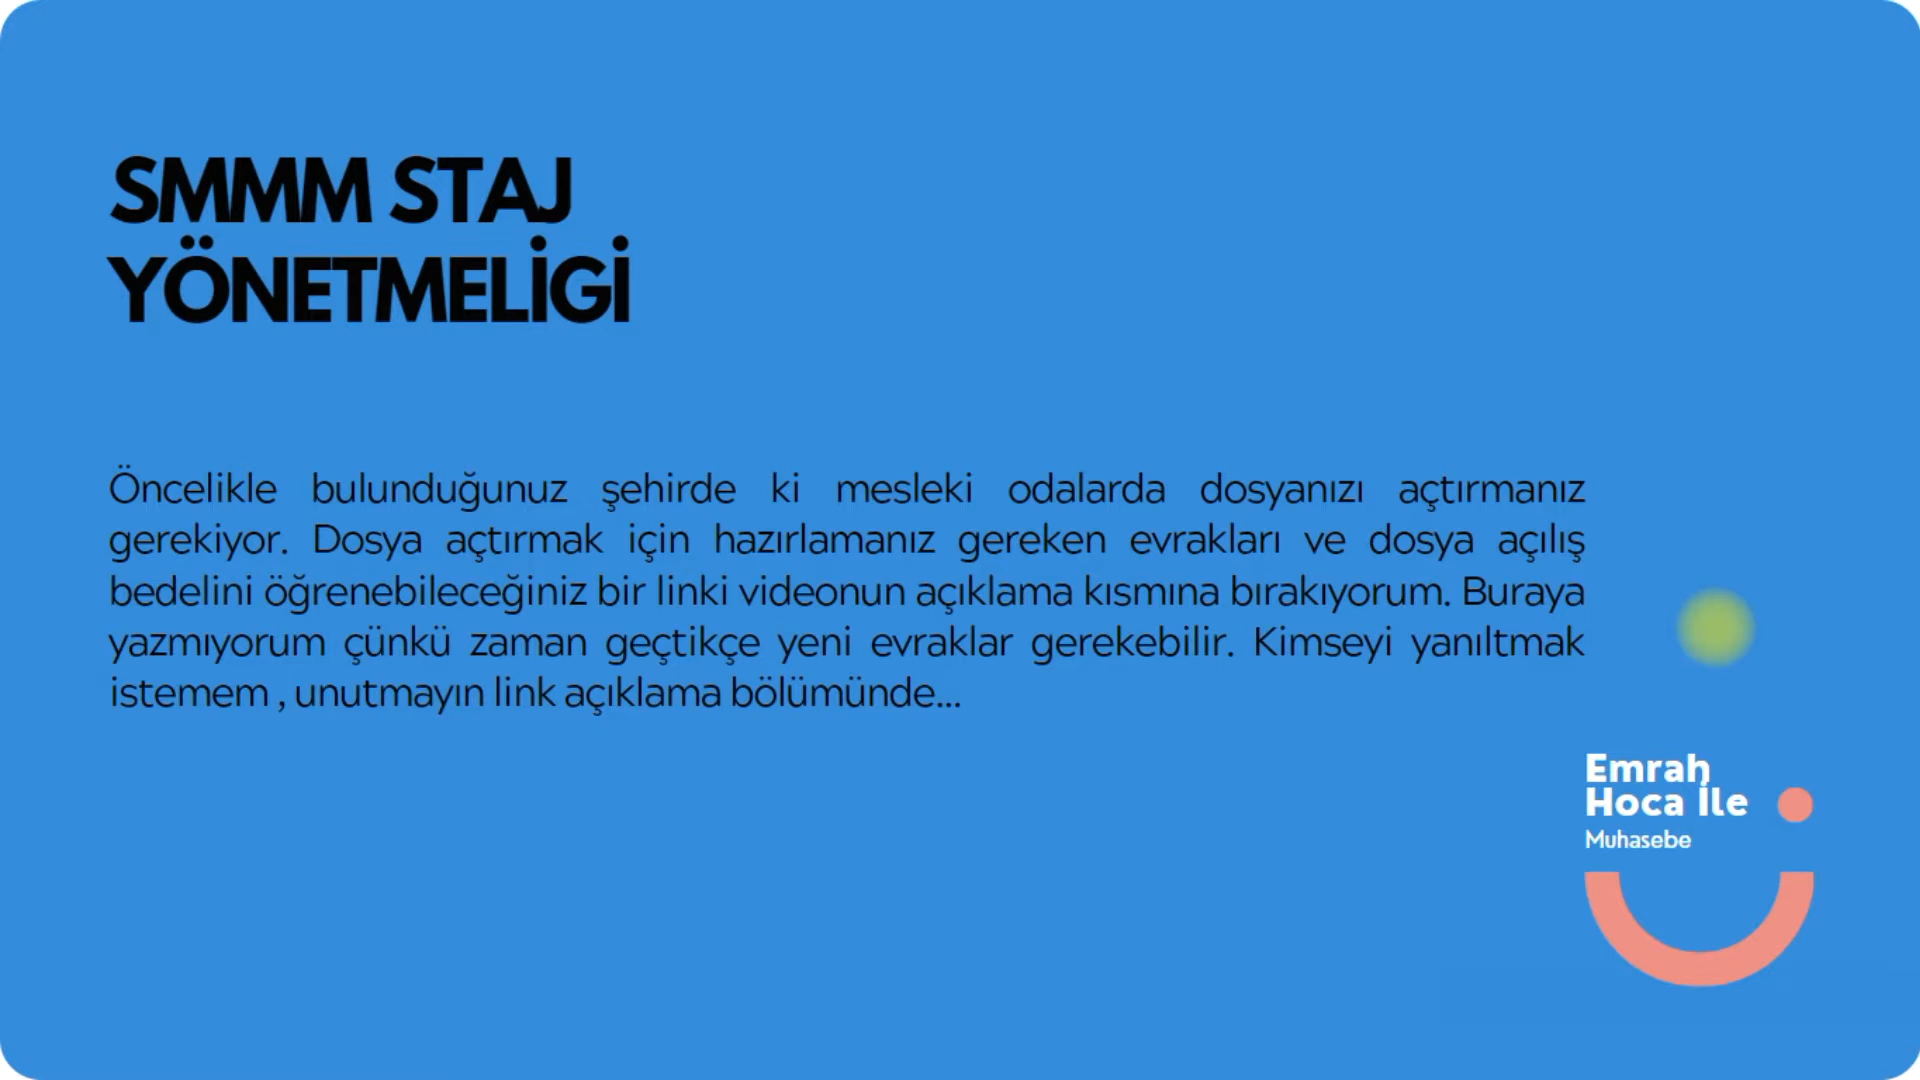 SMMM STAJ
YÖNETMELİGİ
Öncelikle bulunduğunuz şehirde ki mesleki odalarda dosyanızı açtırmanız
gerekiyor. Dosya açtırmak için hazırlamanız gereken evrakları ve dosya açılış
bedelini öğrenebileceğiniz bir linki videonun açıklama kısmına bırakıyorum. Buraya
yazmıyorum çünkü zaman geçtikçe yeni evraklar gerekebilir. Kimseyi yanıltmak
istemem , unutmayın link açıklama bölümünde...
Emrah
Hoca İle
Muhasebe